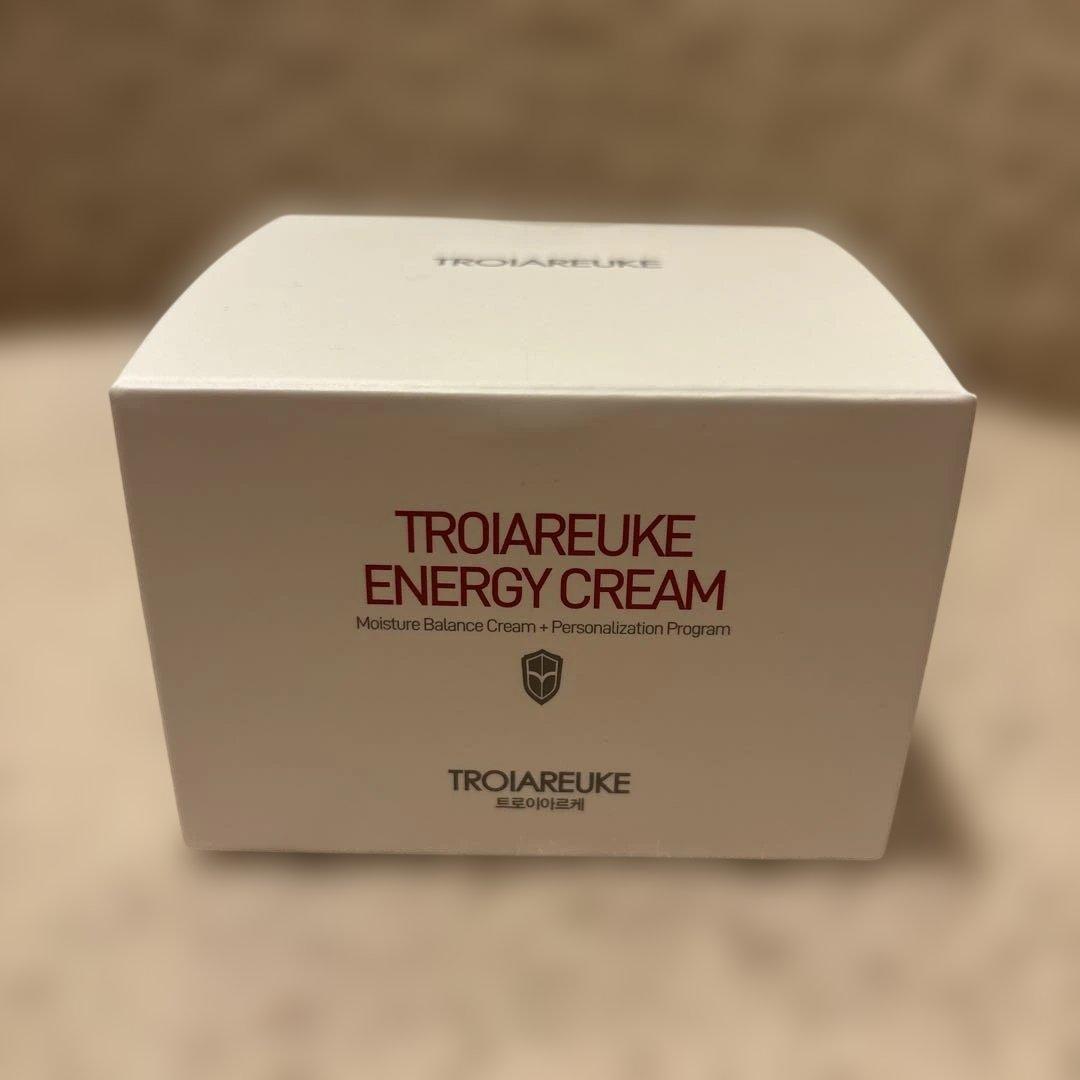 TROIAREUKE
TROIAREUKE
ENERGY CREAM
Moisture Balance Cream + Personalization Program
TROIAREUKE
트로이아르케